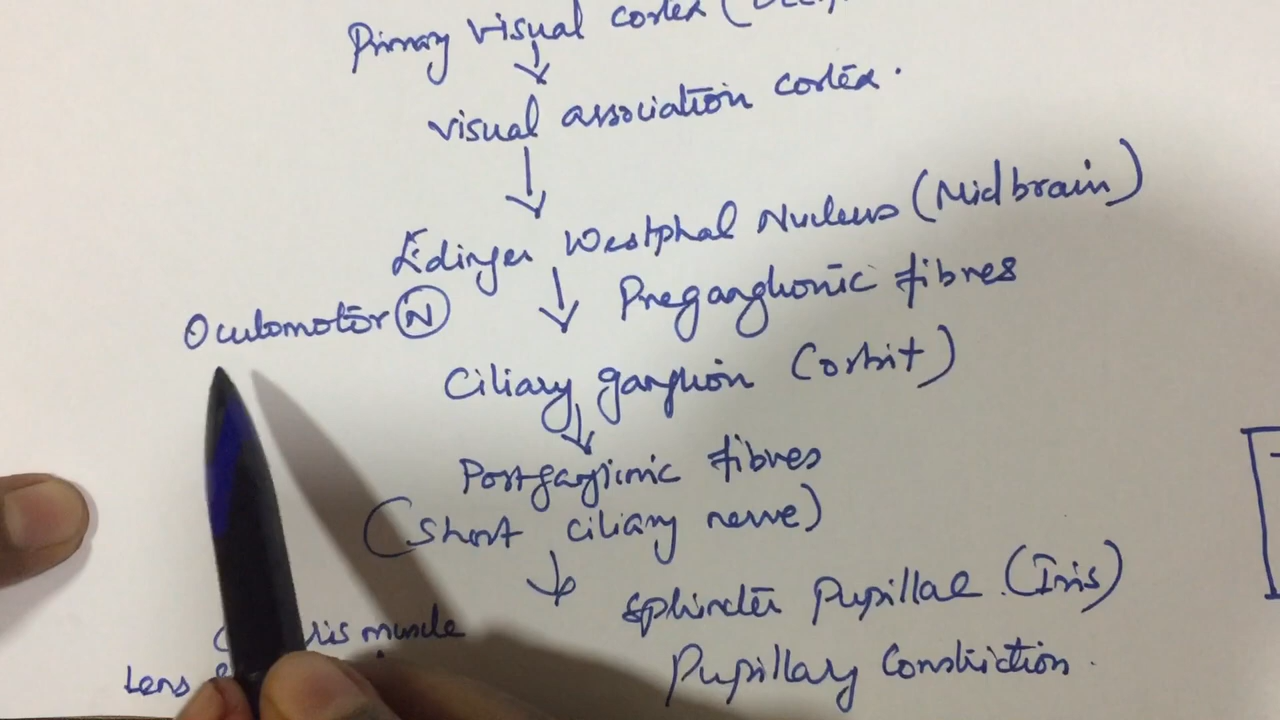 Primary visual cortex (
visual association cortex.
Edinger Westphal Nucleus (Midbrain)
Preganglionic fibres
Oculomotor N
Ciliary ganglion (orbit)
Postganglionic fibres
(short ciliary nerve)
sphincter Pupillae (Iris)
muscle
Lens
Pupillary Constriction.